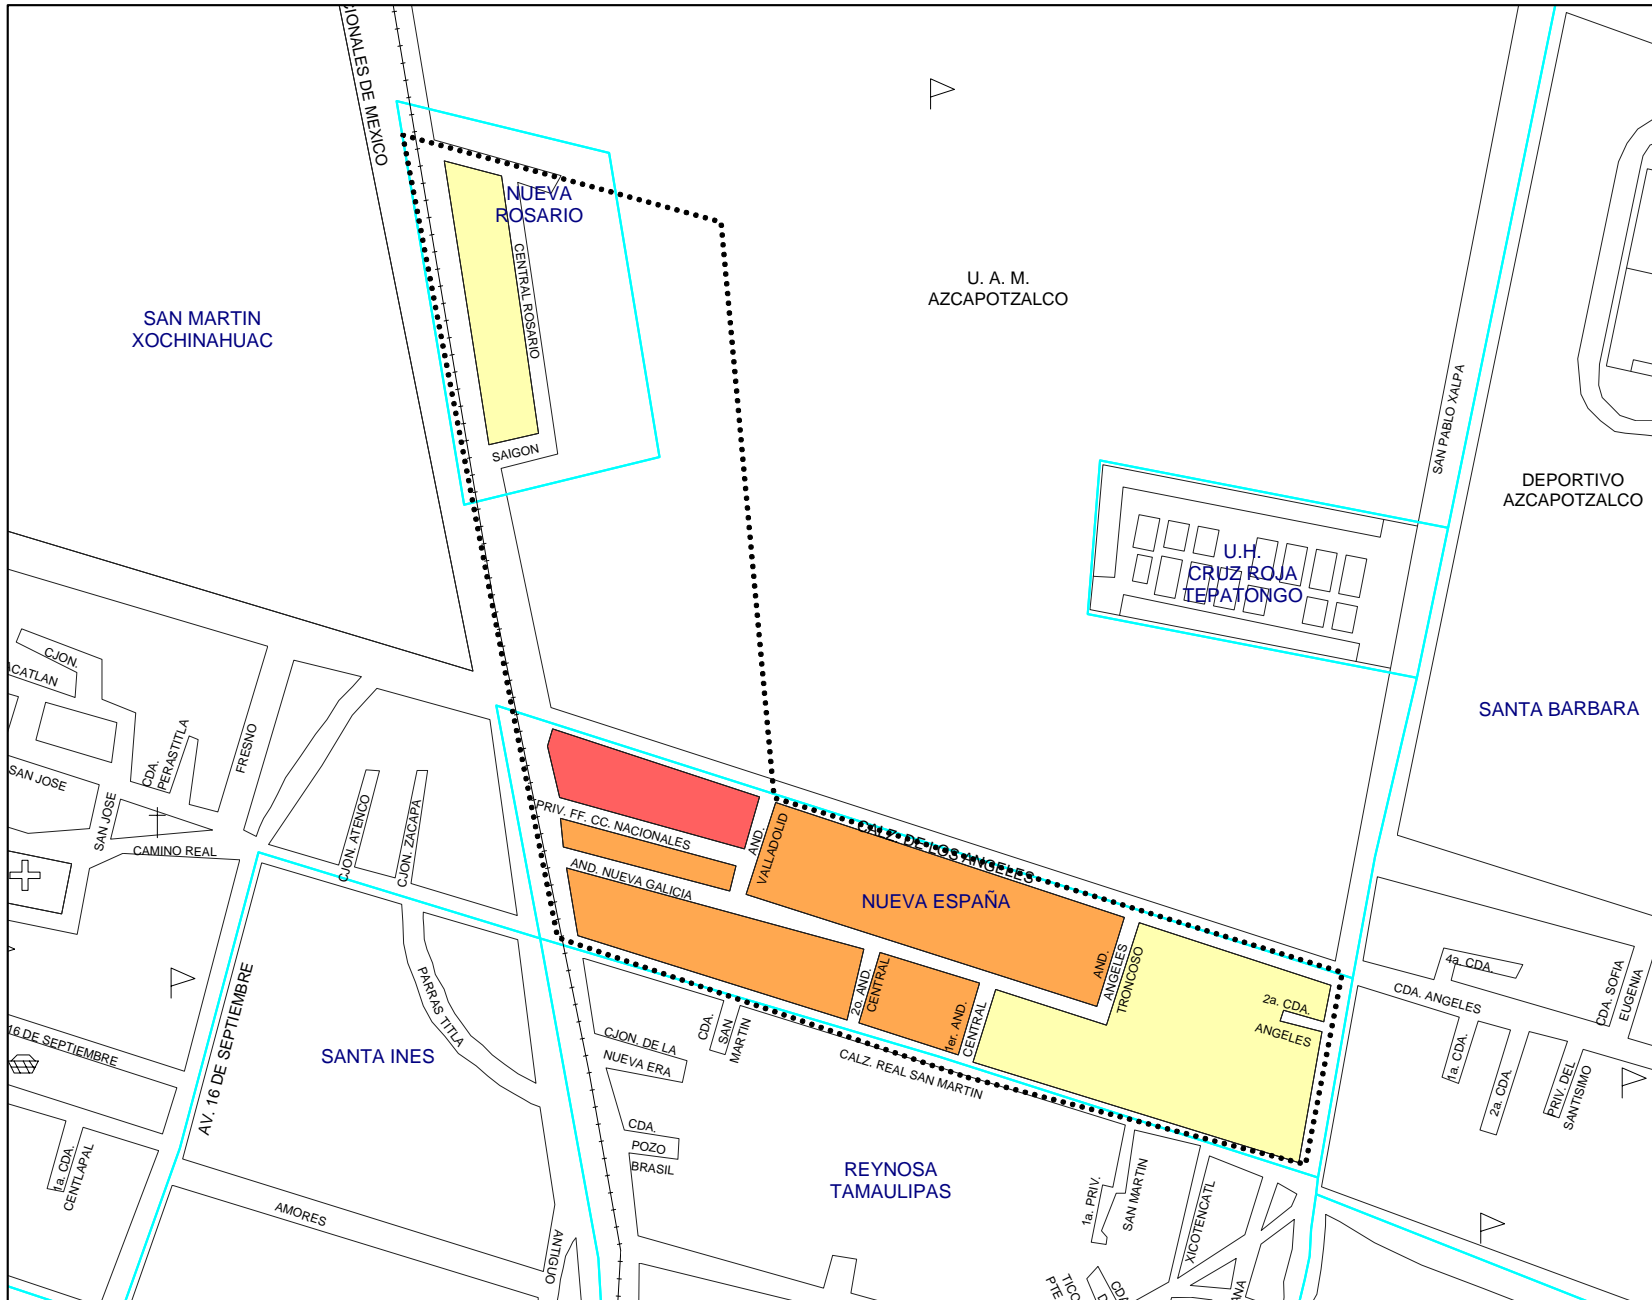 CIONALES DE MEXICO
NUEVA
ROSARIO
CENTRAL ROSARIO
SAIGON
SAN MARTIN
XOCHINAHUAC
U. A. M.
AZCAPOTZALCO
SAN PABLO XALPA
DEPORTIVO
AZCAPOTZALCO
U.H.
CRUZ ROJA
TEPATONGO
SANTA BARBARA
CJON.
ACATLAN
SAN JOSE
CDA.
PERASTITLA
FRESNO
SAN JOSE
CAMINO REAL
CJON. ATENCO
CJON. ZACAPA
PRIV. FF. CC. NACIONALES
AND.
VALLADOLID
AND. NUEVA GALICIA
CALZ. DE LOS ANGELES
NUEVA ESPAÑA
AND.
ANGELES
TRONCOSO
2o. AND.
CENTRAL
1er. AND.
CENTRAL
2a. CDA.
ANGELES
4a. CDA.
CDA. ANGELES
CDA. SOFIA
EUGENIA
1a. CDA.
2a. CDA.
PRIV. DEL
SANTISIMO
PARRAS TITLA
AV. 16 DE SEPTIEMBRE
16 DE SEPTIEMBRE
SANTA INES
CDA.
SAN
MARTIN
CJON. DE LA
NUEVA ERA
CALZ. REAL SAN MARTIN
CDA.
POZO
BRASIL
REYNOSA
TAMAULIPAS
1a. CDA.
CENTLAPAL
AMORES
ANTIGUO
1a. PRIV.
SAN MARTIN
XICOTENCATL
TICO
PTE
CDA
ANA